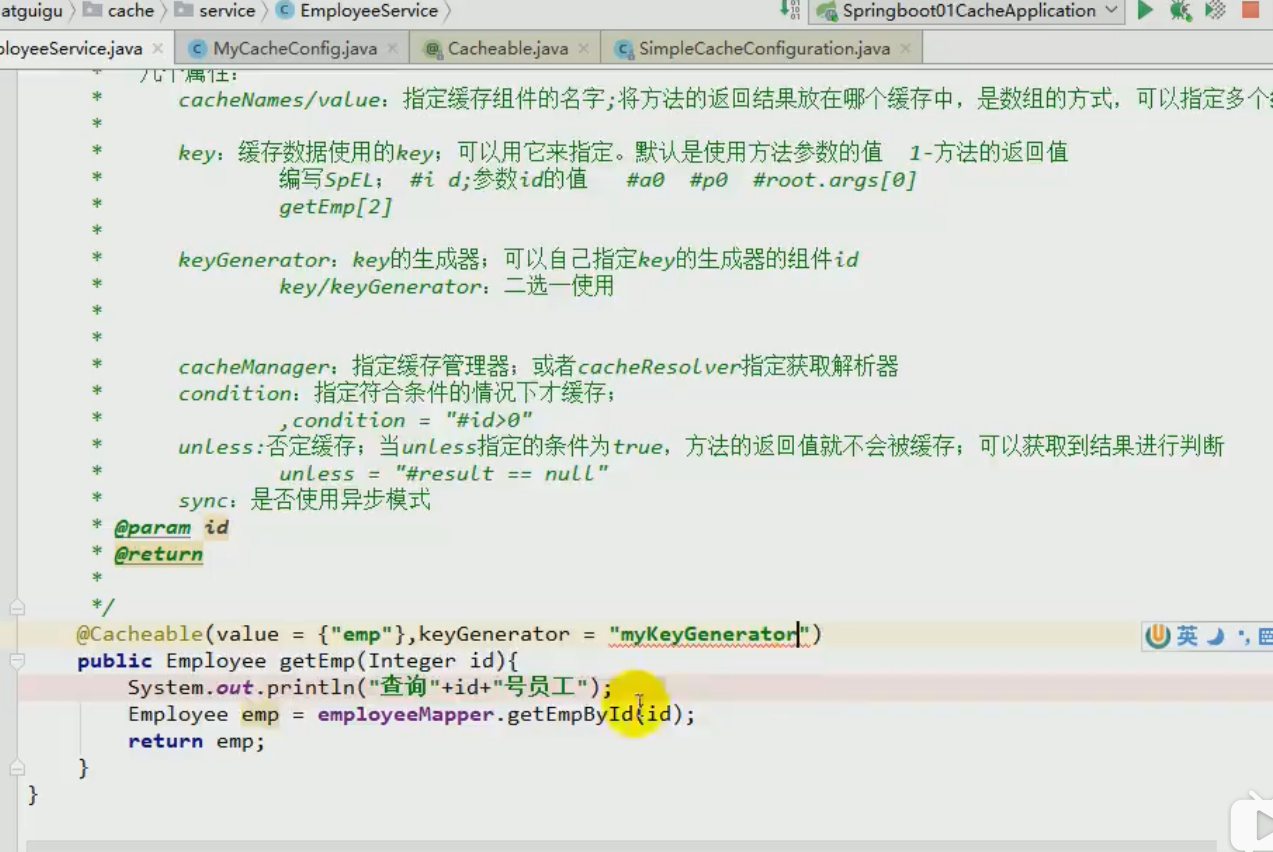 atguigu cache service EmployeeService Springboot01CacheApplication
ployeeService.java MyCacheConfig.java Cacheable.java SimpleCacheConfiguration.java
* 几个属性：
* cacheNames/value：指定缓存组件的名字;将方法的返回结果放在哪个缓存中，是数组的方式，可以指定多个
*
* key：缓存数据使用的key；可以用它来指定。默认是使用方法参数的值 1-方法的返回值
* 编写SpEL； #i d;参数id的值 #a0 #p0 #root.args[0]
* getEmp[2]
*
* keyGenerator：key的生成器；可以自己指定key的生成器的组件id
* key/keyGenerator：二选一使用
*
*
* cacheManager：指定缓存管理器；或者cacheResolver指定获取解析器
* condition：指定符合条件的情况下才缓存；
* ,condition = "#id>0"
* unless:否定缓存；当unless指定的条件为true，方法的返回值就不会被缓存；可以获取到结果进行判断
* unless = "#result == null"
* sync：是否使用异步模式
* @param id
* @return
*
*/
@Cacheable(value = {"emp"},keyGenerator = "myKeyGenerator")
英
public Employee getEmp(Integer id){
System.out.println("查询"+id+"号员工");
Employee emp = employeeMapper.getEmpById(id);
return emp;
}
}